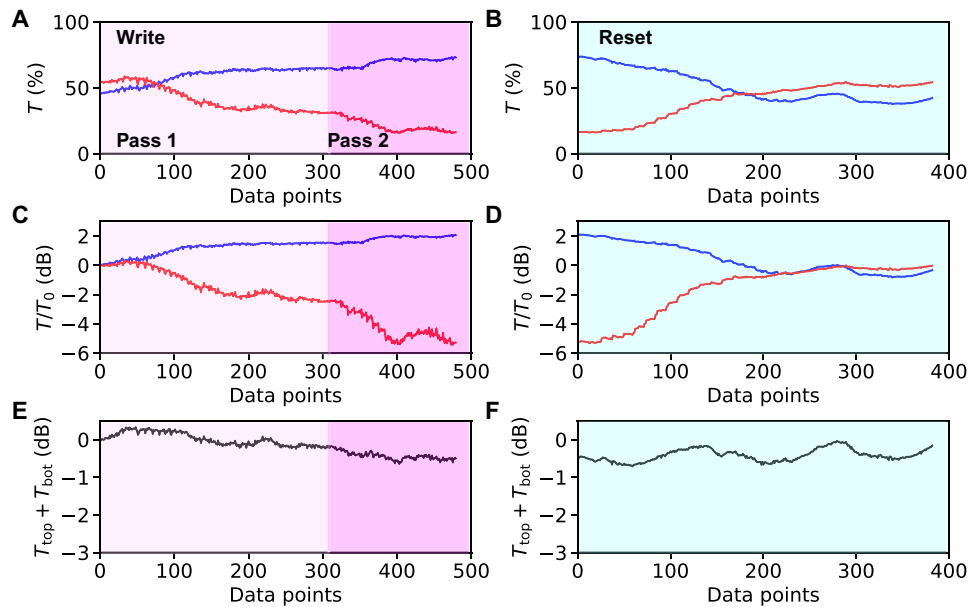 A
Write
Pass 1
Pass 2
T (%)
100
50
0
0 100 200 300 400 500
Data points
B
Reset
T (%)
100
50
0
0 100 200 300 400
Data points
C
T/T0 (dB)
2
0
−2
−4
−6
0 100 200 300 400 500
Data points
D
T/T0 (dB)
2
0
−2
−4
−6
0 100 200 300 400
Data points
E
Ttop + Tbot (dB)
0
−1
−2
−3
0 100 200 300 400 500
Data points
F
Ttop + Tbot (dB)
0
−1
−2
−3
0 100 200 300 400
Data points